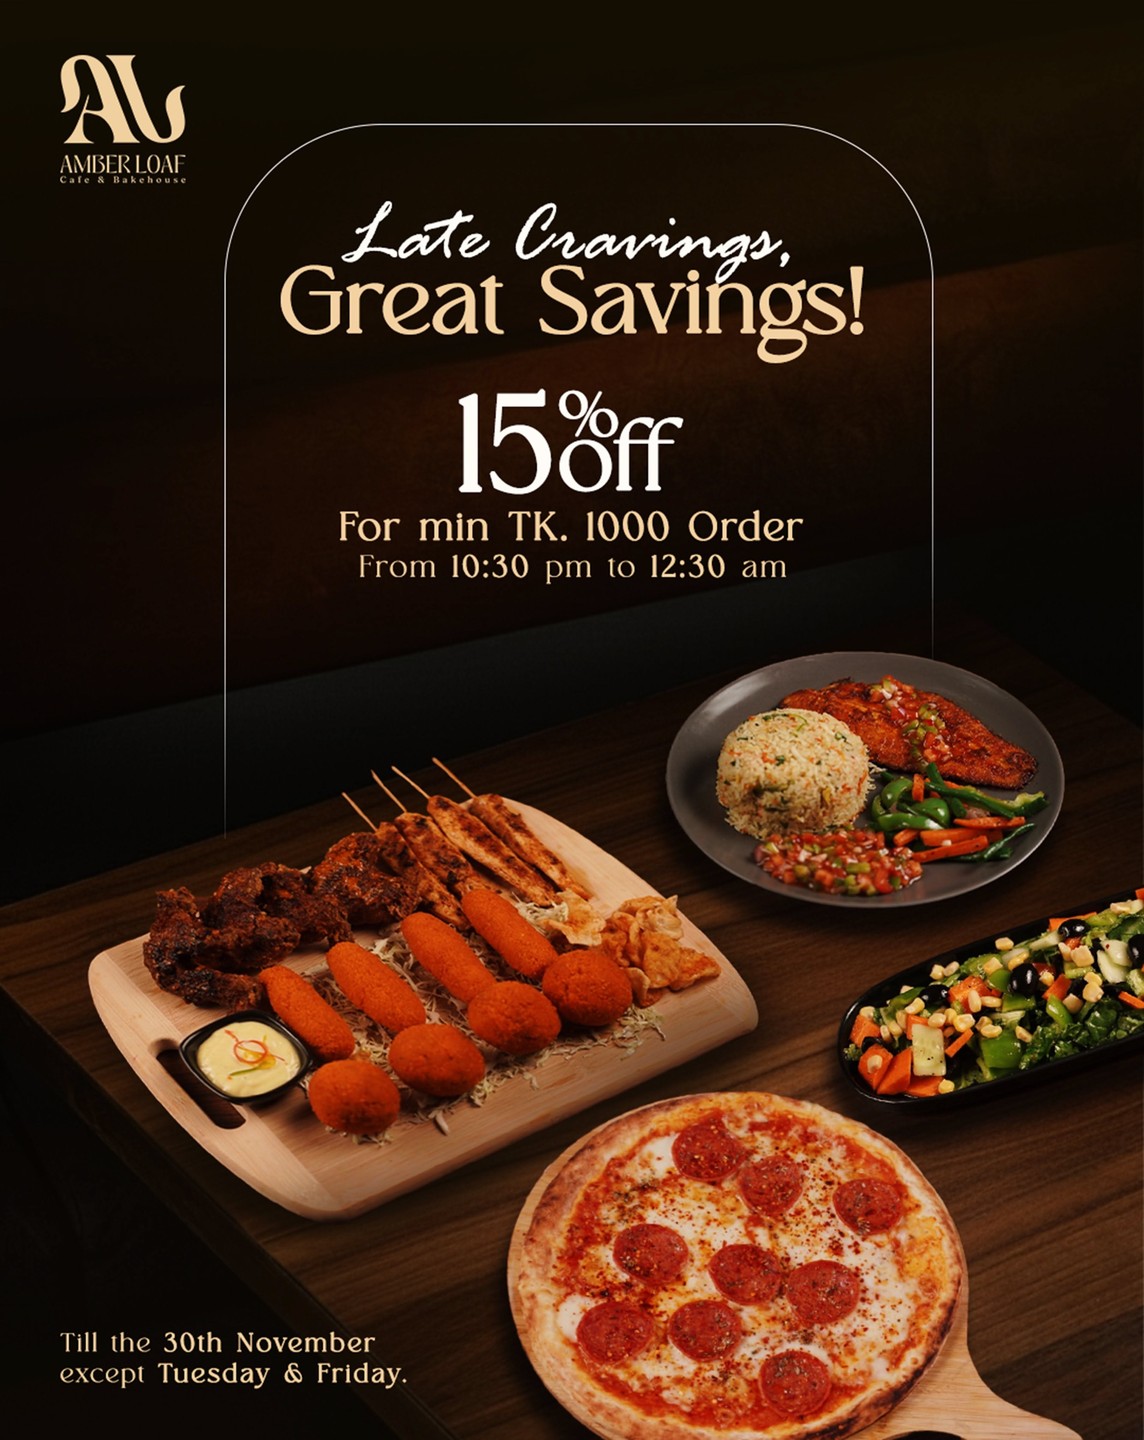 AMBER LOAF
Cafe & Bakehouse
Late Cravings,
Great Savings!
15% off
For min TK. 1000 Order
From 10:30 pm to 12:30 am
Till the 30th November
except Tuesday & Friday.